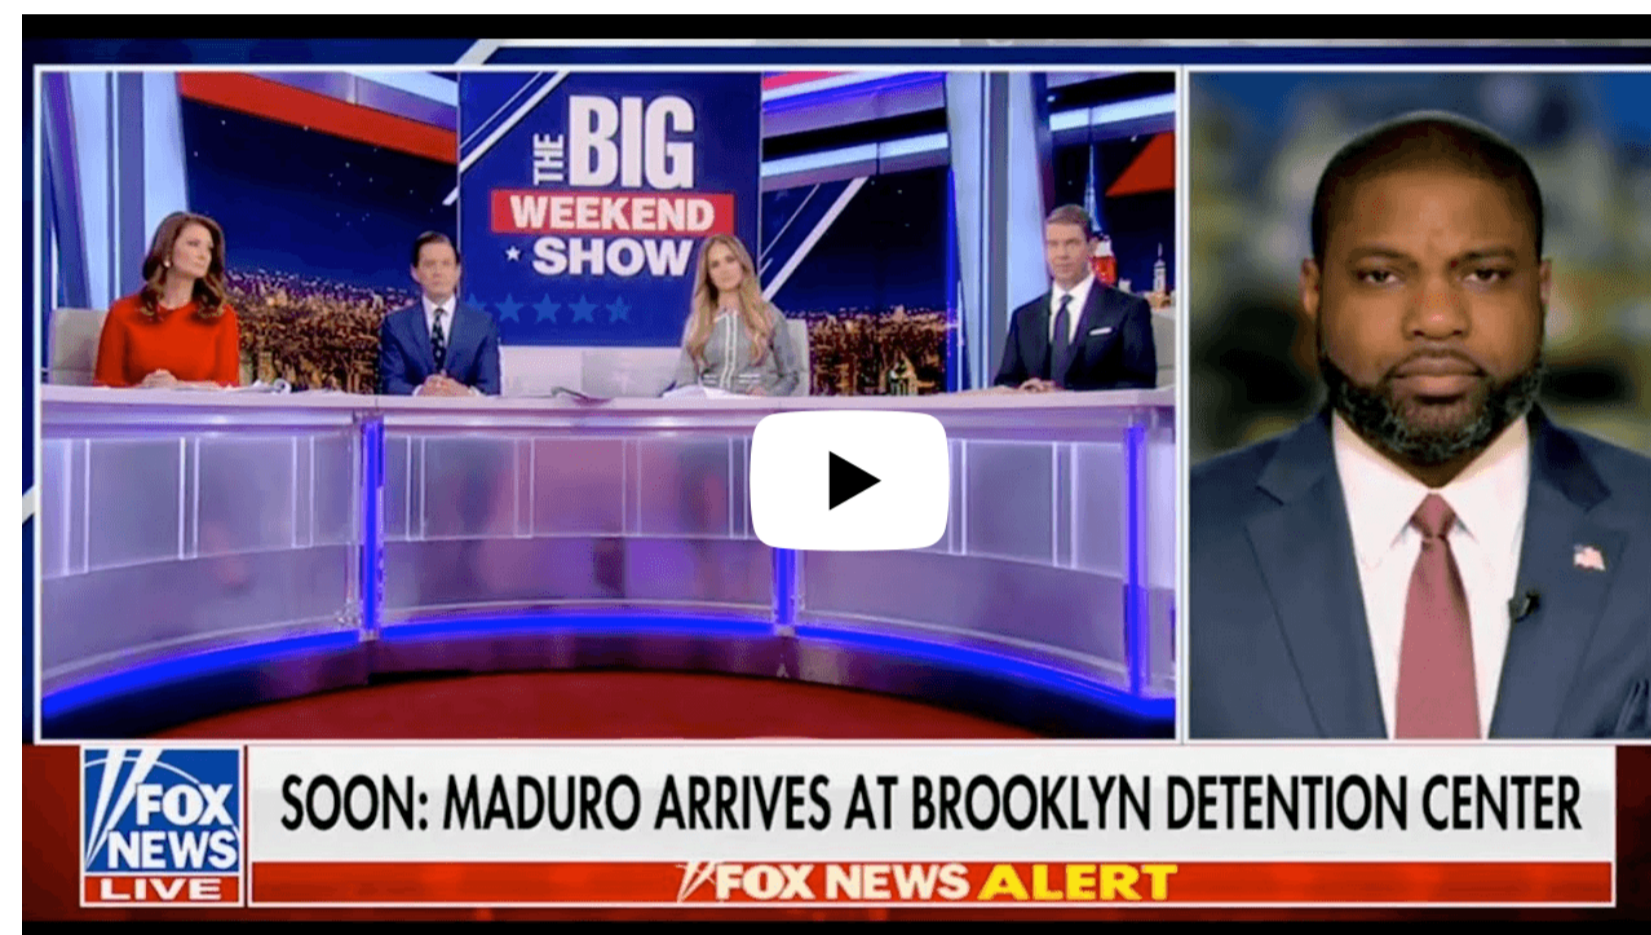 THE BIG
WEEKEND
SHOW
SOON: MADURO ARRIVES AT BROOKLYN DETENTION CENTER
FOX
NEWS
LIVE
FOX NEWS ALERT